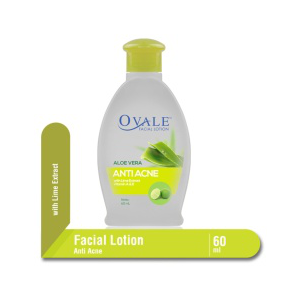 OVALE
FACIAL LOTION
ALOE VERA
ANTI ACNE
with Lime Extract
Facial Lotion
Anti Acne
60
ml